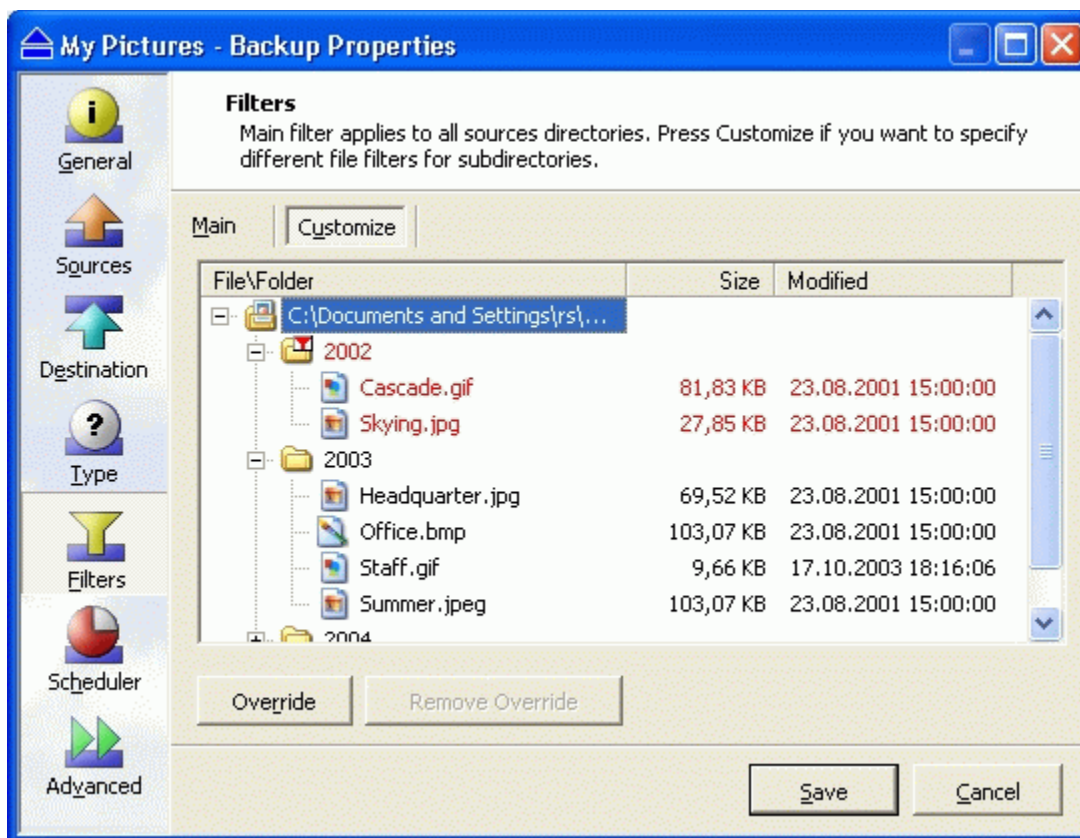 My Pictures - Backup Properties
General
Sources
Destination
Type
Filters
Scheduler
Advanced
Filters
Main filter applies to all sources directories. Press Customize if you want to specify
different file filters for subdirectories.
Main Customize
File\Folder Size Modified
C:\Documents and Settings\rs\...
2002
Cascade.gif 81,83 KB 23.08.2001 15:00:00
Skying.jpg 27,85 KB 23.08.2001 15:00:00
2003
Headquarter.jpg 69,52 KB 23.08.2001 15:00:00
Office.bmp 103,07 KB 23.08.2001 15:00:00
Staff.gif 9,66 KB 17.10.2003 18:16:06
Summer.jpeg 103,07 KB 23.08.2001 15:00:00
2004
Override Remove Override
Save Cancel